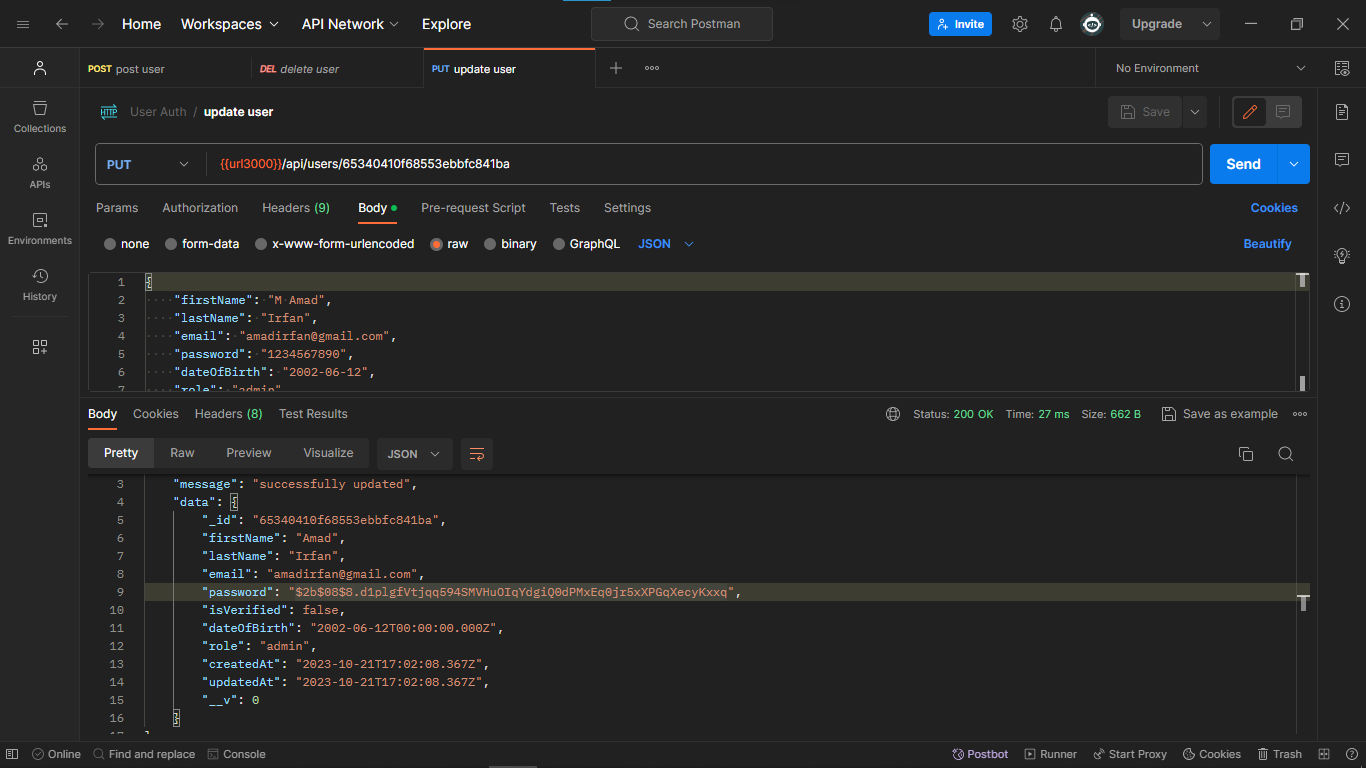 Home Workspaces API Network Explore Search Postman Invite Upgrade
POST post user DEL delete user PUT update user No Environment
HTTP User Auth / update user Save
Collections
PUT {{url3000}}/api/users/65340410f68553ebbfc841ba Send
APIs
Params Authorization Headers (9) Body Pre-request Script Tests Settings Cookies
Environments
none form-data x-www-form-urlencoded raw binary GraphQL JSON Beautify
History
1 {
2 "firstName": "M Amad",
3 "lastName": "Irfan",
4 "email": "amadirfan@gmail.com",
5 "password": "1234567890",
6 "dateOfBirth": "2002-06-12",
7 "role": "admin"
Body Cookies Headers (8) Test Results Status: 200 OK Time: 27 ms Size: 662 B Save as example
Pretty Raw Preview Visualize JSON
3 "message": "successfully updated",
4 "data": {
5 "_id": "65340410f68553ebbfc841ba",
6 "firstName": "Amad",
7 "lastName": "Irfan",
8 "email": "amadirfan@gmail.com",
9 "password": "$2b$08$8.d1plgfVtjqq594SMVHuOIqYdgiQ0dPMxEq0jr5xXPGqXecyKxxq",
10 "isVerified": false,
11 "dateOfBirth": "2002-06-12T00:00:00.000Z",
12 "role": "admin",
13 "createdAt": "2023-10-21T17:02:08.367Z",
14 "updatedAt": "2023-10-21T17:02:08.367Z",
15 "__v": 0
16 }
17 }
Online Find and replace Console Postbot Runner Start Proxy Cookies Trash